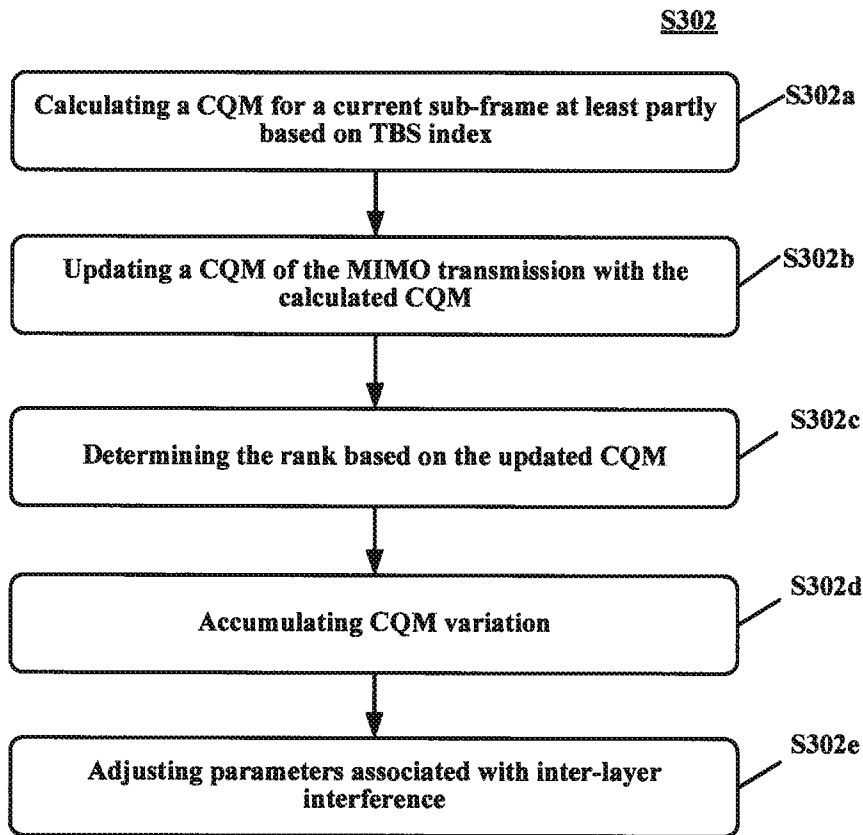 S302
Calculating a CQM for a current sub-frame at least partly
based on TBS index
S302a
Updating a CQM of the MIMO transmission with the
calculated CQM
S302b
Determining the rank based on the updated CQM
S302c
Accumulating CQM variation
S302d
Adjusting parameters associated with inter-layer
interference
S302e